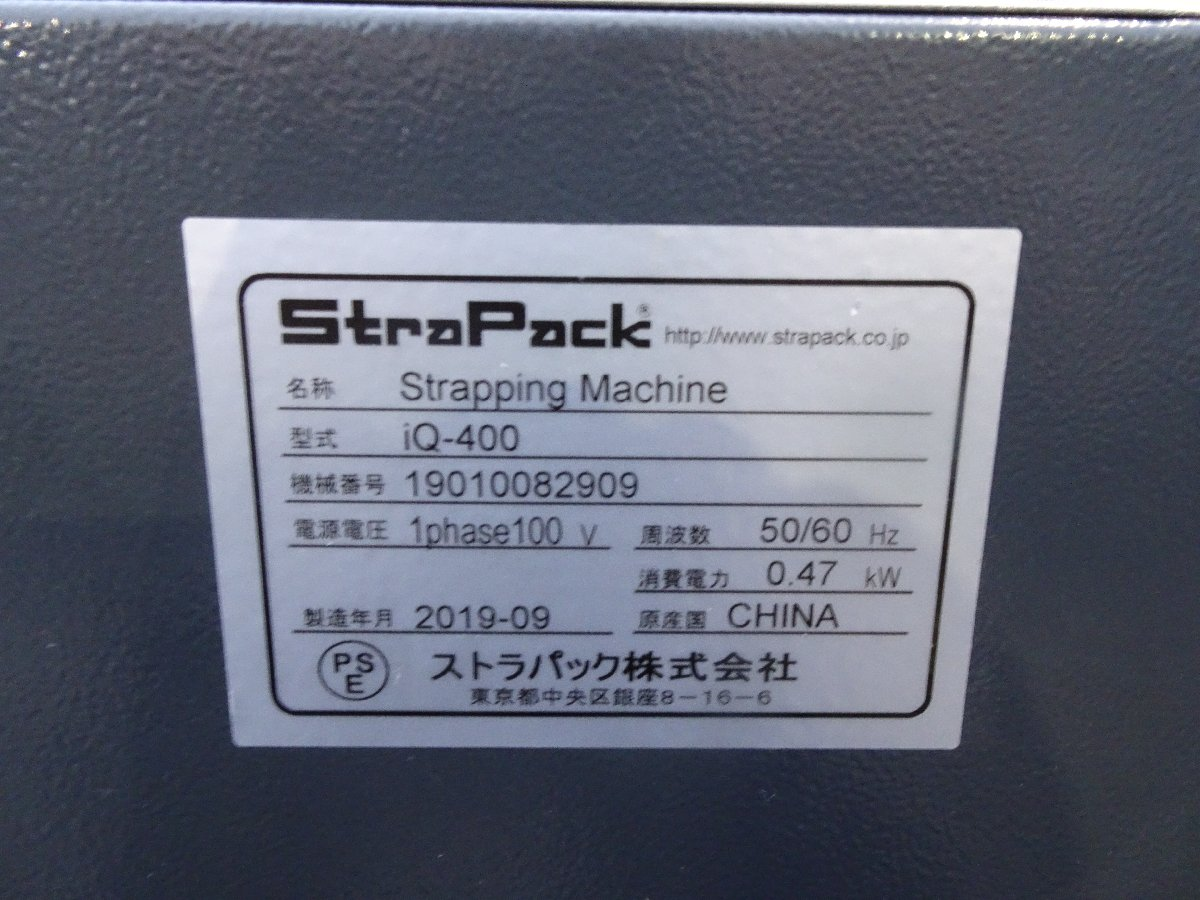 StraPack® http://www.strapack.co.jp
名称 Strapping Machine
型式 iQ-400
機械番号 19010082909
電源電圧 1phase100 V 周波数 50/60 Hz
消費電力 0.47 kW
製造年月 2019-09 原産国 CHINA
PSE ストラパック株式会社
東京都中央区銀座8-16-6